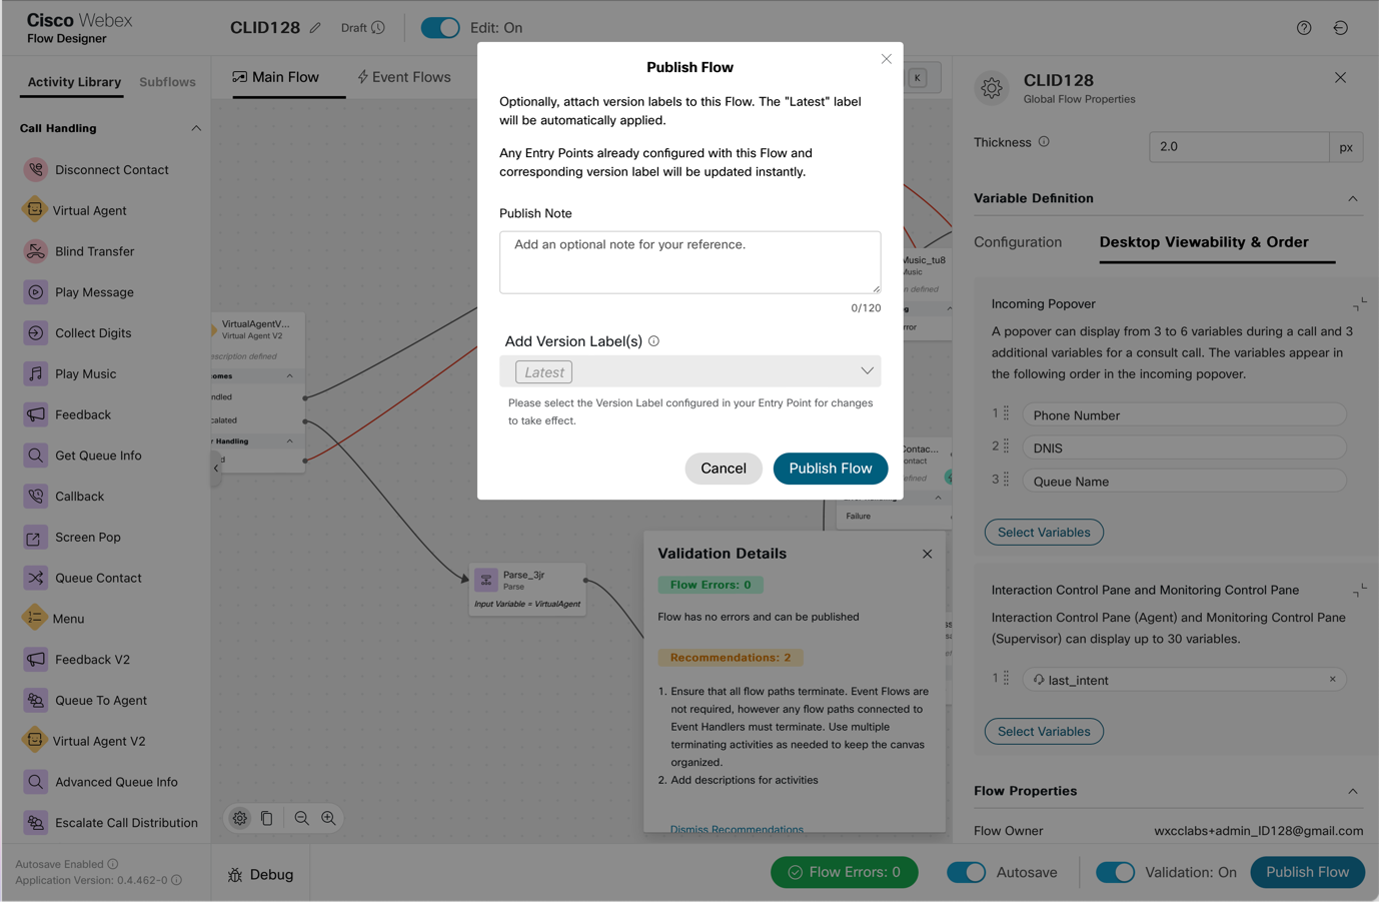 Cisco Webex
Flow Designer
CLID128
Draft
Edit: On
Activity Library
Subflows
Main Flow
Event Flows
K
Call Handling
Disconnect Contact
Virtual Agent
Blind Transfer
Play Message
Collect Digits
Play Music
Feedback
Get Queue Info
Callback
Screen Pop
Queue Contact
Menu
Feedback V2
Queue To Agent
Virtual Agent V2
Advanced Queue Info
Escalate Call Distribution
Autosave Enabled
Application Version: 0.4.462-0
VirtualAgentV...
Virtual Agent V2
scription defined
omes
ndled
calated
r Handling
d
Parse_3jr
Parse
Input Variable = VirtualAgent
Publish Flow
Optionally, attach version labels to this Flow. The "Latest" label
will be automatically applied.
Any Entry Points already configured with this Flow and
corresponding version label will be updated instantly.
Publish Note
Add an optional note for your reference.
0/120
Add Version Label(s)
Latest
Please select the Version Label configured in your Entry Point for changes
to take effect.
Cancel
Publish Flow
Music_tu8
Music
n defined
g
rror
Contac...
ontact
efined
Failure
Validation Details
Flow Errors: 0
Flow has no errors and can be published
Recommendations: 2
1. Ensure that all flow paths terminate. Event Flows are
not required, however any flow paths connected to
Event Handlers must terminate. Use multiple
terminating activities as needed to keep the canvas
organized.
2. Add descriptions for activities
Dismiss Recommendations
CLID128
Global Flow Properties
Thickness
2.0
px
Variable Definition
Configuration
Desktop Viewability & Order
Incoming Popover
A popover can display from 3 to 6 variables during a call and 3
additional variables for a consult call. The variables appear in
the following order in the incoming popover.
1 Phone Number
2 DNIS
3 Queue Name
Select Variables
Interaction Control Pane and Monitoring Control Pane
Interaction Control Pane (Agent) and Monitoring Control Pane
(Supervisor) can display up to 30 variables.
1 last_intent ×
Select Variables
Flow Properties
Flow Owner
wxcclabs+admin_ID128@gmail.com
Debug
Flow Errors: 0
Autosave
Validation: On
Publish Flow